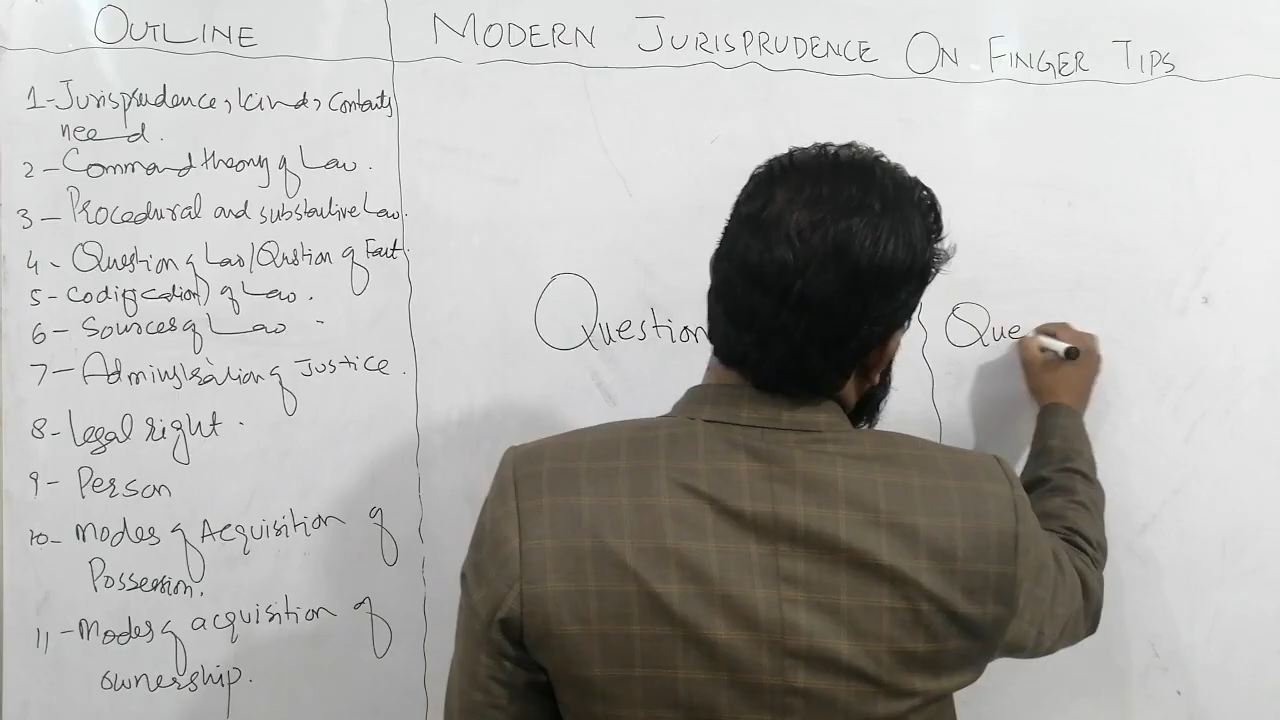 OUTLINE
MODERN JURISPRUDENCE ON FINGER TIPS
1-Jurisprudence, kinds, contents
need.
2- Command theory of Law.
3- Procedural and substantive Law.
4- Question of Law/Qustion of Fact.
5- Codification of Law.
6- Sources of Law
7- Administration of Justice.
8- Legal right.
9- Person
10- Modes of Acquisition of
Possession.
11- Modes of acquisition of
ownership.
Question
Que